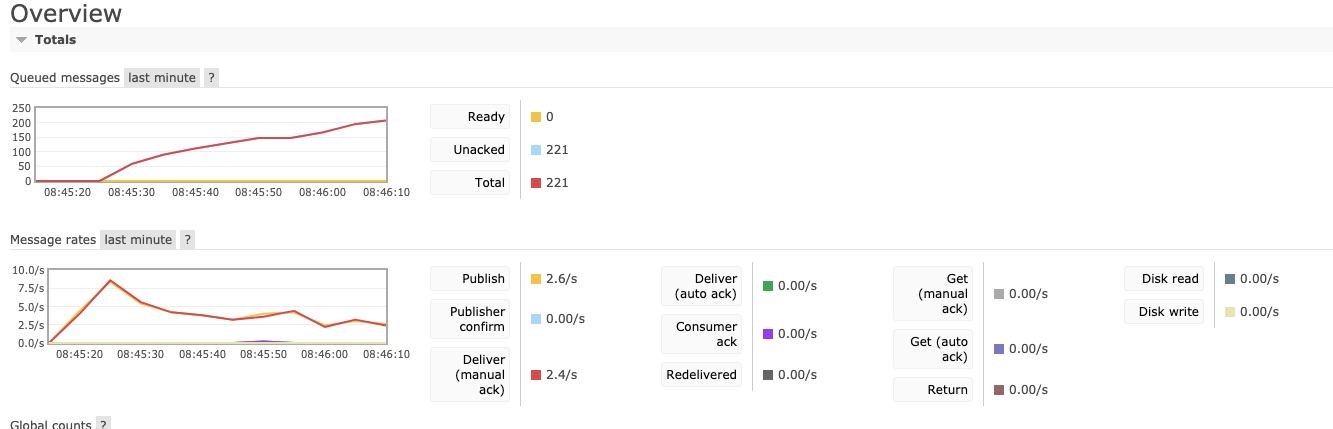 Overview
Totals
Queued messages last minute ?
250
200
150
100
50
0
08:45:20 08:45:30 08:45:40 08:45:50 08:46:00 08:46:10
Ready 0
Unacked 221
Total 221
Message rates last minute ?
10.0/s
7.5/s
5.0/s
2.5/s
0.0/s
08:45:20 08:45:30 08:45:40 08:45:50 08:46:00 08:46:10
Publish 2.6/s
Publisher
confirm 0.00/s
Deliver
(manual
ack) 2.4/s
Deliver
(auto ack) 0.00/s
Consumer
ack 0.00/s
Redelivered 0.00/s
Get
(manual
ack) 0.00/s
Get (auto
ack) 0.00/s
Return 0.00/s
Disk read 0.00/s
Disk write 0.00/s
Global counts ?